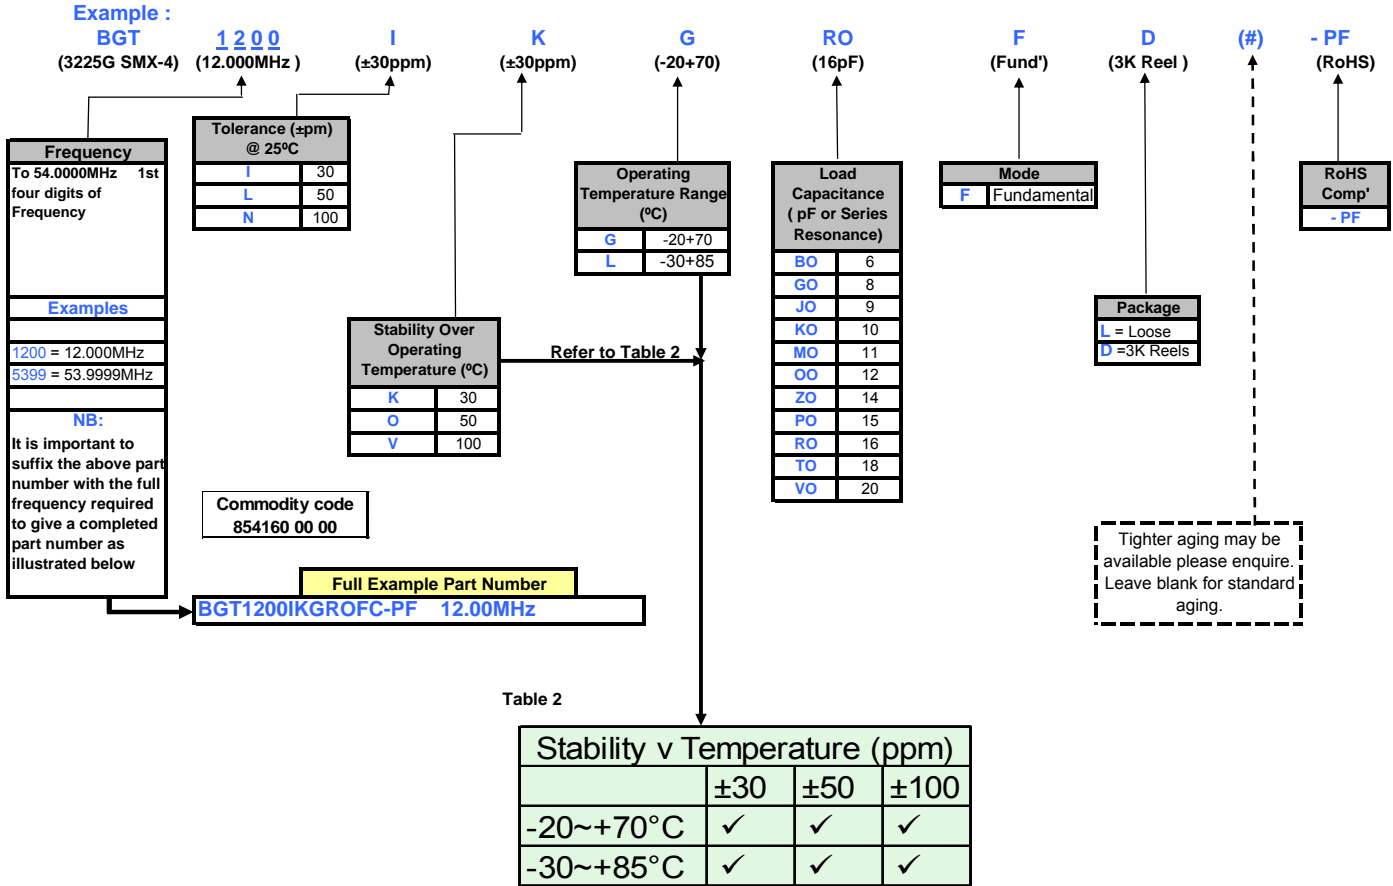 Example :
BGT 1 2 0 0 I K G RO F D (#) - PF
(3225G SMX-4) (12.000MHz ) (±30ppm) (±30ppm) (-20+70) (16pF) (Fund') (3K Reel ) (RoHS)
Frequency
To 54.0000MHz 1st
four digits of
Frequency
Examples
1200 = 12.000MHz
5399 = 53.9999MHz
NB:
It is important to
suffix the above part
number with the full
frequency required
to give a completed
part number as
illustrated below
Tolerance (±pm)
@ 25ºC
I 30
L 50
N 100
Stability Over
Operating
Temperature (ºC)
K 30
O 50
V 100
Refer to Table 2
Operating
Temperature Range
(ºC)
G -20+70
L -30+85
Load
Capacitance
( pF or Series
Resonance)
BO 6
GO 8
JO 9
KO 10
MO 11
OO 12
ZO 14
PO 15
RO 16
TO 18
VO 20
Mode
F Fundamental
Package
L = Loose
D =3K Reels
RoHS
Comp'
- PF
Tighter aging may be
available please enquire.
Leave blank for standard
aging.
Commodity code
854160 00 00
Full Example Part Number
BGT1200IKGROFC-PF 12.00MHz
Table 2
Stability v Temperature (ppm)
±30 ±50 ±100
-20~+70°C ✓ ✓ ✓
-30~+85°C ✓ ✓ ✓